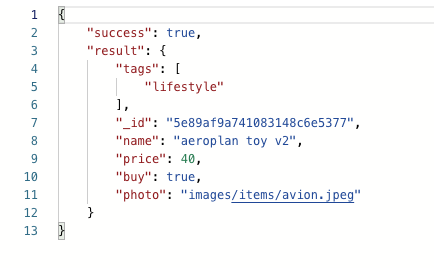 1 {
2 "success": true,
3 "result": {
4 "tags": [
5 "lifestyle"
6 ],
7 "_id": "5e89af9a741083148c6e5377",
8 "name": "aeroplan toy v2",
9 "price": 40,
10 "buy": true,
11 "photo": "images/items/avion.jpeg"
12 }
13 }